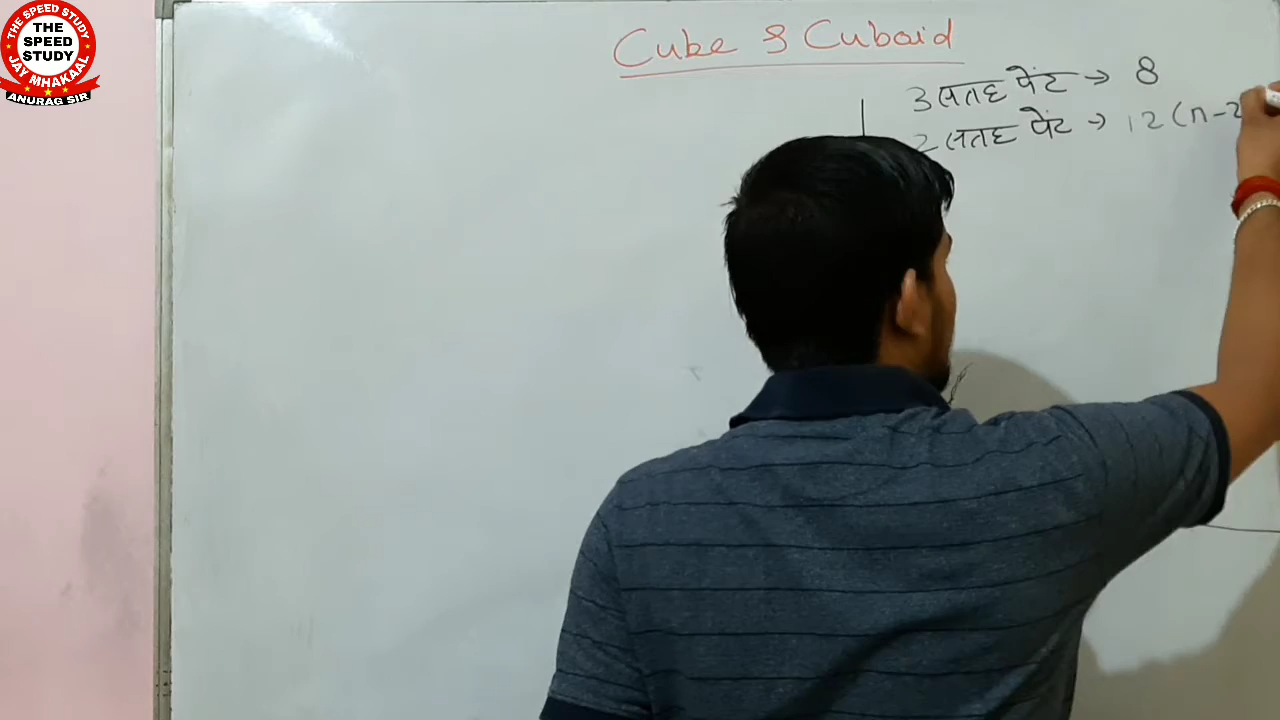 THE SPEED STUDY
THE
SPEED
STUDY
JAY MHAKAAL
ANURAG SIR
Cube & Cuboid
3 सतह पेंट → 8
2 सतह पेंट → 12 (n-2